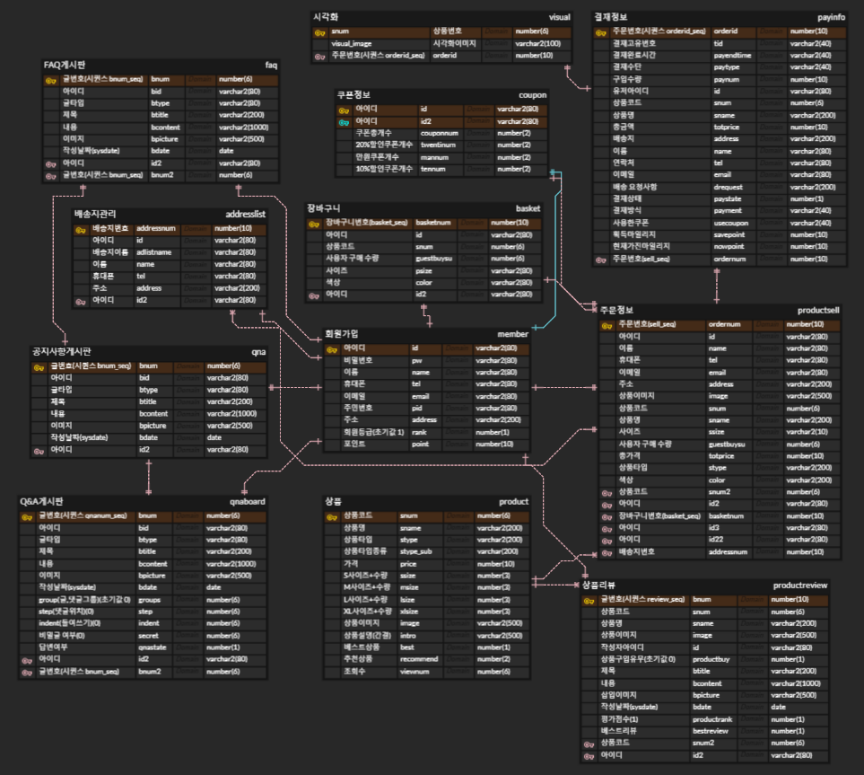 시각화 visual
snum 상품번호 number(6)
visual_image 시각화이미지 varchar2(100)
주문번호(시퀀스 orderid_seq) orderid number(10)
결재정보 payinfo
주문번호(시퀀스 orderid_seq) orderid number(10)
결재고유번호 tid varchar2(40)
결재완료시간 payendtime varchar2(40)
결재수단 paytype varchar2(40)
구입수량 paynum number(10)
유저아이디 id varchar2(80)
상품코드 snum number(6)
상품명 sname varchar2(200)
총금액 totprice number(10)
배송지 address varchar2(200)
이름 name varchar2(80)
연락처 tel varchar2(80)
이메일 email varchar2(80)
배송 요청사항 drequest varchar2(200)
결재상태 paystate number(1)
결재방식 payment varchar2(40)
사용한쿠폰 usecoupon varchar2(40)
획득마일리지 savepoint number(10)
현재가진마일리지 nowpoint number(10)
주문번호(sell_seq) ordernum number(10)
FAQ게시판 faq
글번호(시퀀스 bnum_seq) bnum number(6)
아이디 bid varchar2(80)
글타입 btype varchar2(80)
제목 btitle varchar2(200)
내용 bcontent varchar2(1000)
이미지 bpicture varchar2(500)
작성날짜(sysdate) bdate date
아이디 id2 varchar2(80)
글번호(시퀀스 bnum_seq) bnum2 number(6)
쿠폰정보 coupon
아이디 id varchar2(80)
아이디 id2 varchar2(80)
쿠폰총개수 couponnum number(2)
20%할인쿠폰개수 twentinum number(2)
만원쿠폰개수 mannum number(2)
10%할인쿠폰개수 tennum number(2)
배송지관리 addresslist
배송지번호 addressnum number(10)
아이디 id varchar2(80)
배송지이름 adlistname varchar2(80)
이름 name varchar2(80)
휴대폰 tel varchar2(80)
주소 address varchar2(200)
아이디 id2 varchar2(80)
장바구니 basket
장바구니번호(basket_seq) basketnum number(10)
아이디 id varchar2(80)
상품코드 snum number(6)
사용자 구매 수량 guestbuysu number(6)
사이즈 psize varchar2(80)
색상 color varchar2(80)
아이디 id2 varchar2(80)
주문정보 productsell
주문번호(sell_seq) ordernum number(10)
아이디 id varchar2(80)
이름 name varchar2(80)
휴대폰 tel varchar2(80)
이메일 email varchar2(80)
주소 address varchar2(200)
상품이미지 image varchar2(500)
상품코드 snum number(6)
상품명 sname varchar2(200)
사이즈 ssize varchar2(10)
사용자 구매 수량 guestbuysu number(6)
총가격 totprice number(10)
상품타입 stype varchar2(200)
색상 color varchar2(200)
상품코드 snum2 number(6)
아이디 id2 varchar2(80)
장바구니번호(basket_seq) basketnum number(10)
아이디 id3 varchar2(80)
아이디 id22 varchar2(80)
배송지번호 addressnum number(10)
회원가입 member
아이디 id varchar2(80)
비밀번호 pw varchar2(80)
이름 name varchar2(80)
휴대폰 tel varchar2(80)
이메일 email varchar2(80)
주민번호 pid varchar2(80)
주소 address varchar2(200)
회원등급(초기값 1) rank number(1)
포인트 point number(10)
공지사항게시판 qna
글번호(시퀀스 bnum_seq) bnum number(6)
아이디 bid varchar2(80)
글타입 btype varchar2(80)
제목 btitle varchar2(200)
내용 bcontent varchar2(1000)
이미지 bpicture varchar2(500)
작성날짜(sysdate) bdate date
아이디 id2 varchar2(80)
Q&A게시판 qnaboard
글번호(시퀀스 qnanum_seq) bnum number(6)
아이디 bid varchar2(80)
글타입 btype varchar2(80)
제목 btitle varchar2(200)
내용 bcontent varchar2(1000)
이미지 bpicture varchar2(500)
작성날짜(sysdate) bdate date
group(글,댓글그룹)(초기값 0) groups number(6)
step(댓글위치)(0) step number(6)
indent(들여쓰기)(0) indent number(6)
비밀글 여부(0) secret number(6)
답변여부 qnastate number(1)
아이디 id2 varchar2(80)
글번호(시퀀스 bnum_seq) bnum2 number(6)
상품 product
상품코드 snum number(6)
상품명 sname varchar2(200)
상품타입 stype varchar2(200)
상품타입종류 stype_sub varchar2(200)
가격 price number(10)
S사이즈+수량 ssize number(3)
M사이즈+수량 msize number(3)
L사이즈+수량 lsize number(3)
XL사이즈+수량 xlsize number(3)
상품이미지 image varchar2(500)
상품설명(간결) intro varchar2(500)
베스트상품 best number(1)
추천상품 recommend number(2)
조회수 viewnum number(6)
상품리뷰 productreview
글번호(시퀀스 review_seq) bnum number(10)
상품코드 snum number(6)
상품명 sname varchar2(200)
상품이미지 image varchar2(500)
작성자아이디 id varchar2(80)
상품구입유무(초기값 0) productbuy number(1)
제목 btitle varchar2(200)
내용 bcontent varchar2(1000)
삽입이미지 bpicture varchar2(500)
작성날짜(sysdate) bdate date
평가점수(1) productrank number(1)
베스트리뷰 bestreview number(1)
상품코드 snum2 number(6)
아이디 id2 varchar2(80)